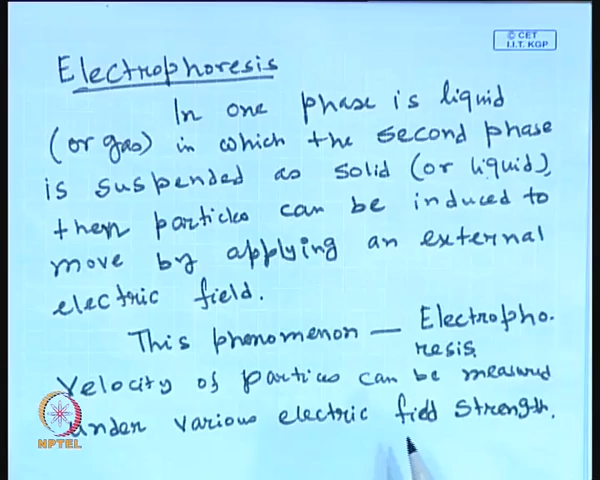 © CET
I.I.T. KGP
Electrophoresis
In one phase is liquid
(or gas) in which the second phase
is suspended as solid (or liquid),
then particles can be induced to
move by applying an external
electric field.
This phenomenon — Electropho-
resis.
Velocity of particles can be measured
under various electric field strength.
NPTEL